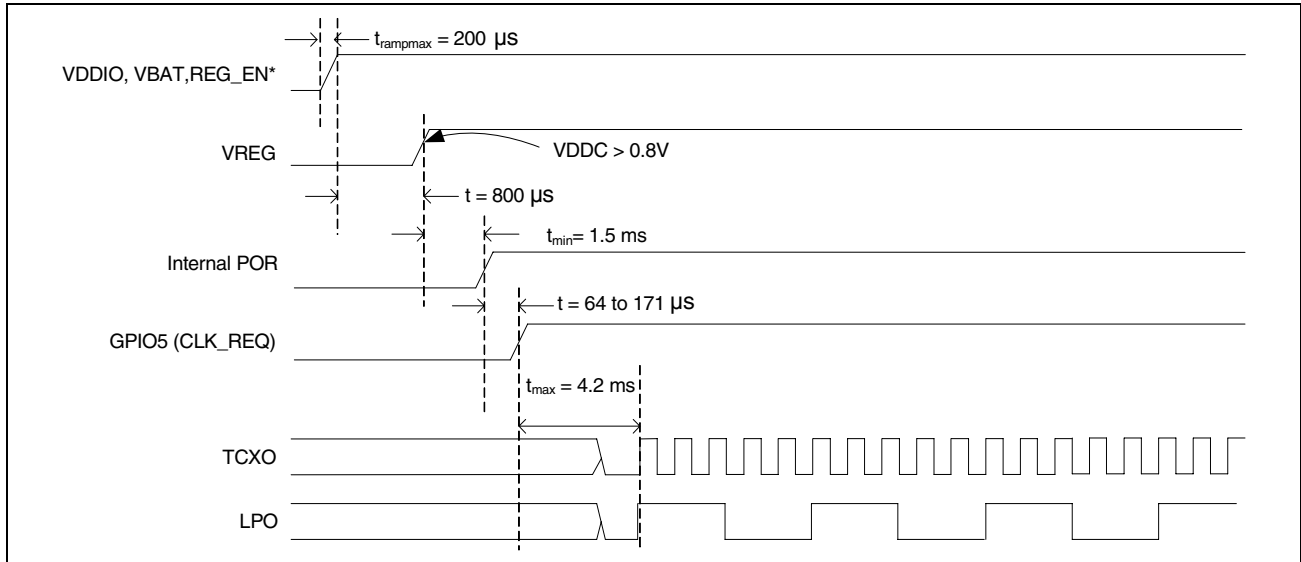 t_rampmax = 200 µs
VDDIO, VBAT,REG_EN*
VREG
VDDC > 0.8V
t = 800 µs
t_min= 1.5 ms
Internal POR
t = 64 to 171 µs
GPIO5 (CLK_REQ)
t_max = 4.2 ms
TCXO
LPO